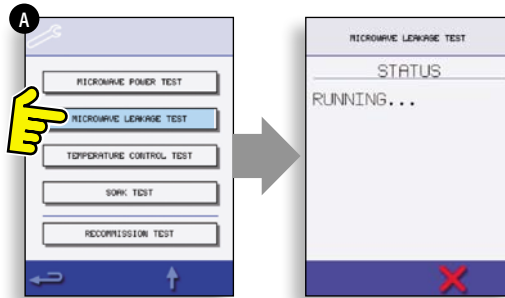 A
MICROWAVE POWER TEST
MICROWAVE LEAKAGE TEST
TEMPERATURE CONTROL TEST
SOAK TEST
RECOMMISSION TEST
MICROWAVE LEAKAGE TEST
STATUS
RUNNING...